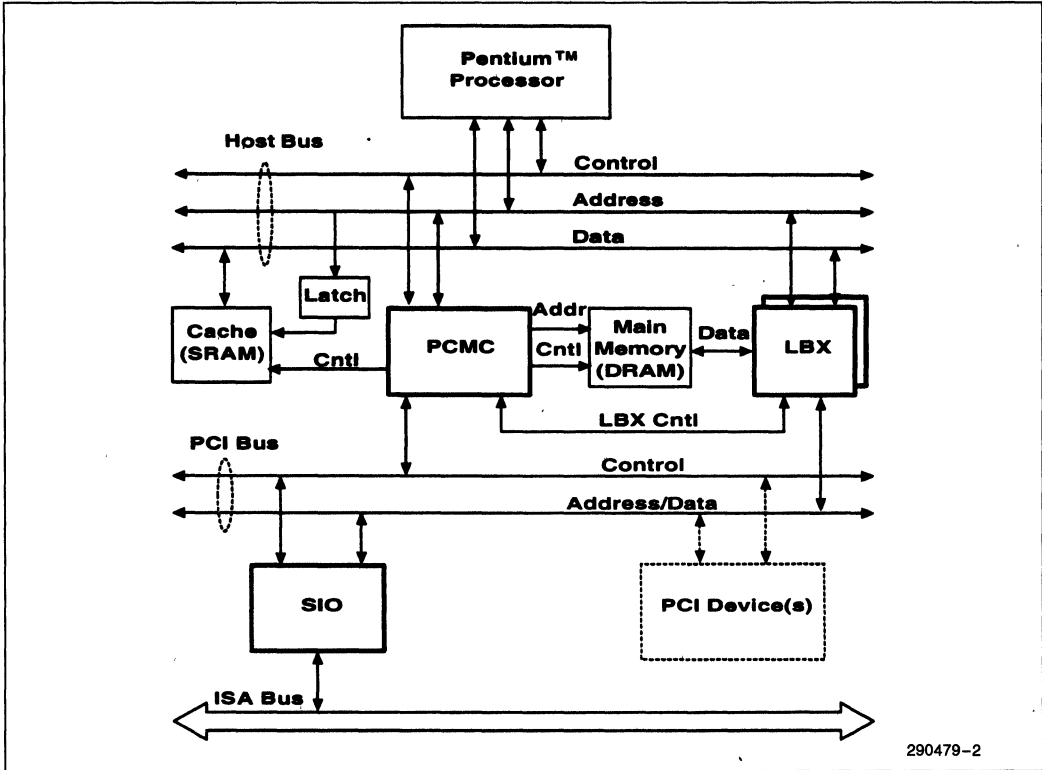 Pentium™
Processor
Host Bus
Control
Address
Data
Latch
Cache
(SRAM)
Cntl
PCMC
Addr
Cntl
Main
Memory
(DRAM)
Data
LBX
LBX Cntl
PCI Bus
Control
Address/Data
SIO
PCI Device(s)
ISA Bus
290479-2